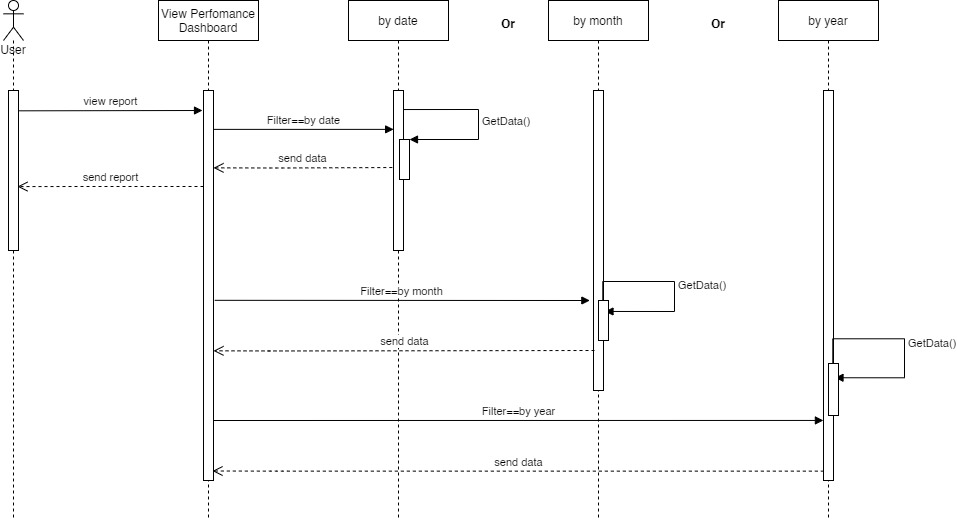 View Perfomance
Dashboard
by date
Or
by month
Or
by year
User
view report
Filter==by date
GetData()
send data
send report
Filter==by month
GetData()
send data
GetData()
Filter==by year
send data